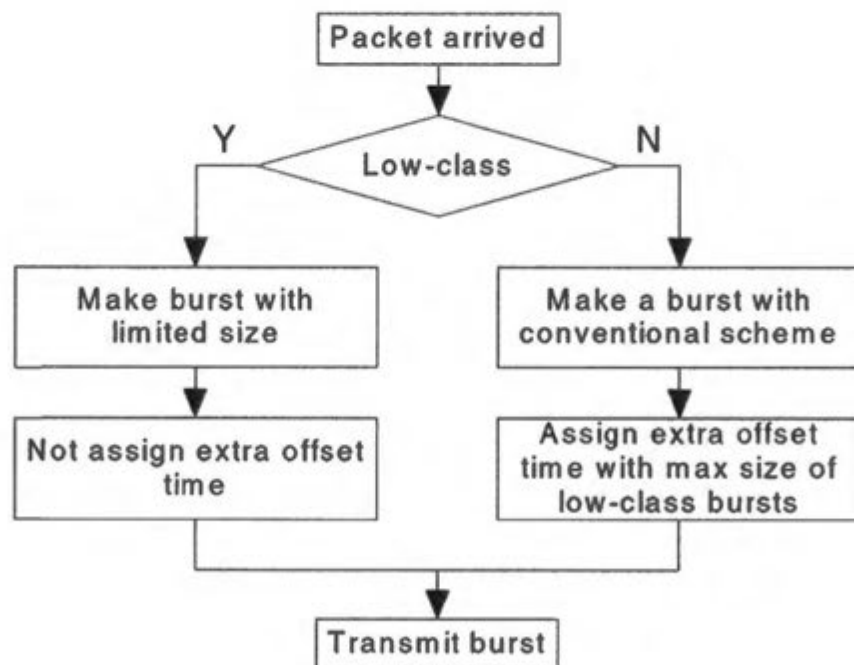 Packet arrived
Y
N
Low-class
Make burst with
limited size
Make a burst with
conventional scheme
Not assign extra offset
time
Assign extra offset
time with max size of
low-class bursts
Transmit burst